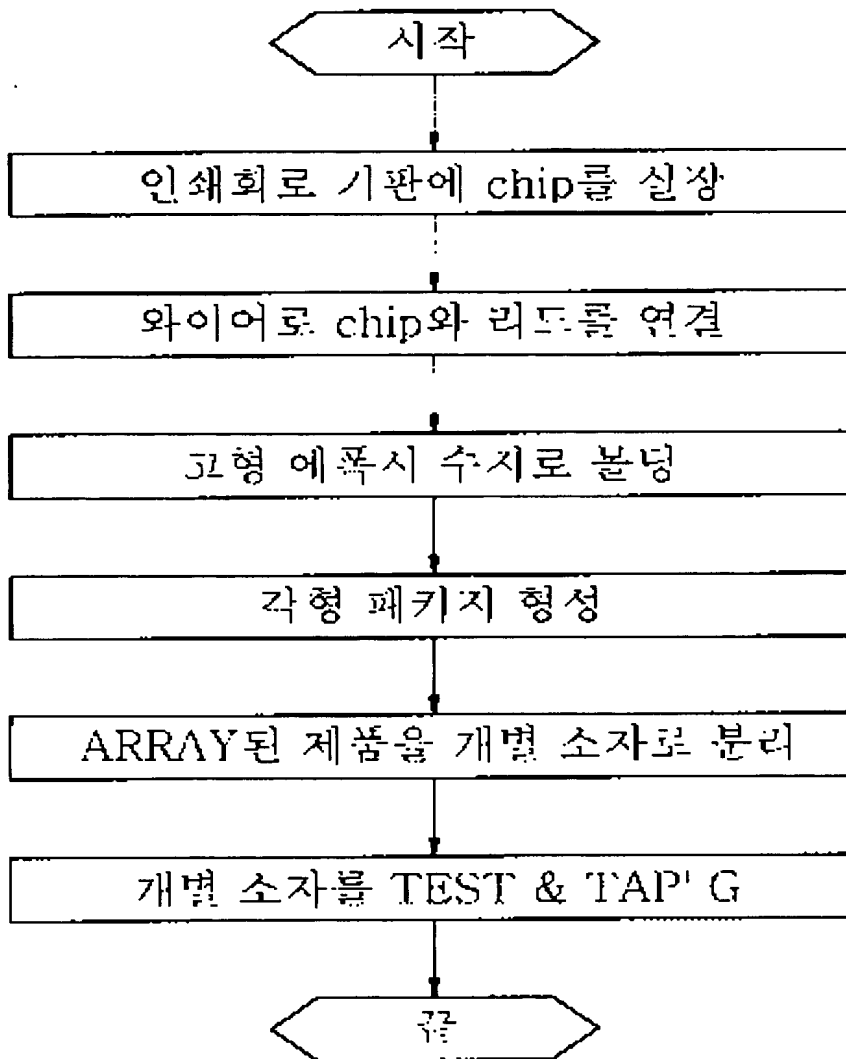 시작
인쇄회로 기판에 chip를 실장
와이어로 chip와 리드를 연결
고형 에폭시 수지로 몰딩
각형 패키지 형성
ARRAY된 제품을 개별 소자로 분리
개별 소자를 TEST & TAP' G
끝